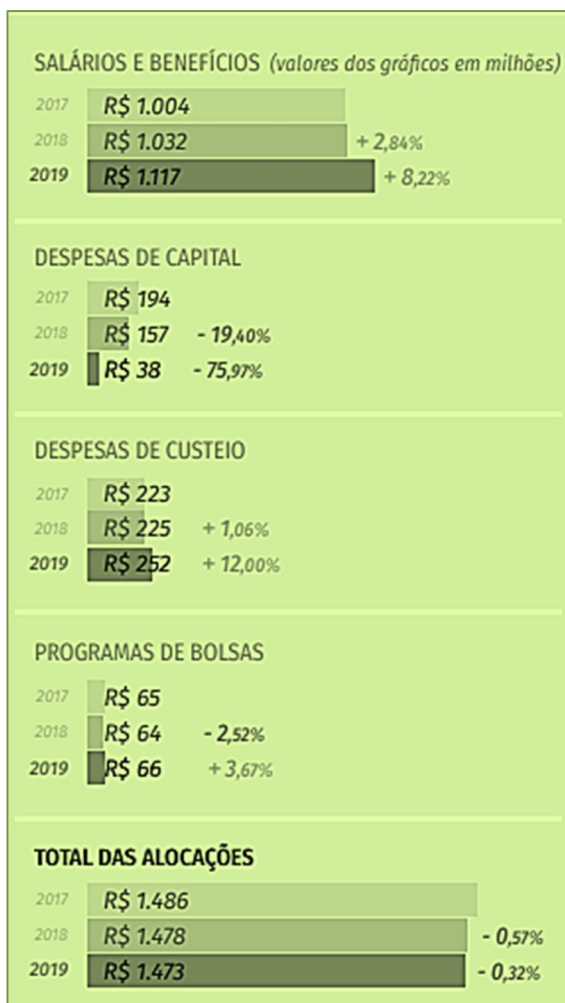 SALÁRIOS E BENEFÍCIOS (valores dos gráficos em milhões)
2017 R$ 1.004
2018 R$ 1.032 + 2,84%
2019 R$ 1.117 + 8,22%
DESPESAS DE CAPITAL
2017 R$ 194
2018 R$ 157 - 19,40%
2019 R$ 38 - 75,97%
DESPESAS DE CUSTEIO
2017 R$ 223
2018 R$ 225 + 1,06%
2019 R$ 252 + 12,00%
PROGRAMAS DE BOLSAS
2017 R$ 65
2018 R$ 64 - 2,52%
2019 R$ 66 + 3,67%
TOTAL DAS ALOCAÇÕES
2017 R$ 1.486
2018 R$ 1.478 - 0,57%
2019 R$ 1.473 - 0,32%